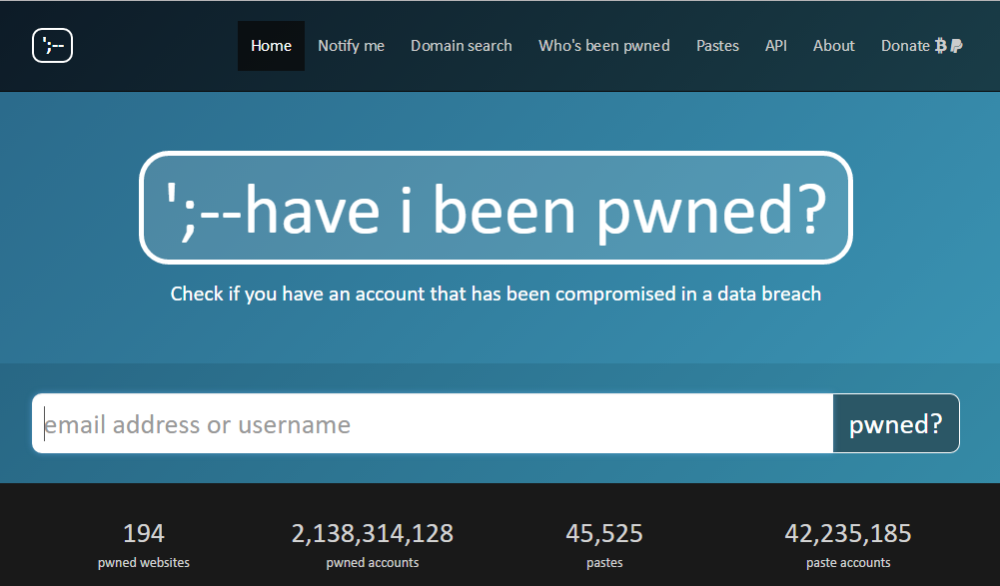 ';--
Home Notify me Domain search Who's been pwned Pastes API About Donate
';--have i been pwned?
Check if you have an account that has been compromised in a data breach
email address or username pwned?
194 2,138,314,128 45,525 42,235,185
pwned websites pwned accounts pastes paste accounts